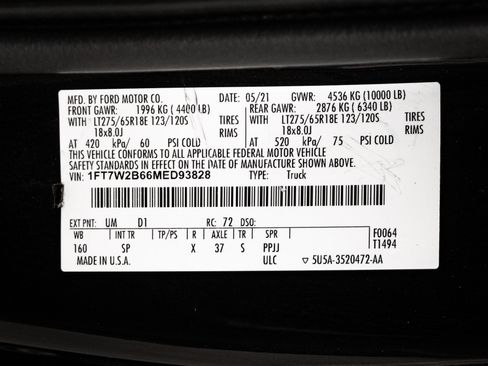 MFD. BY FORD MOTOR CO. DATE: 05/21 GVWR: 4536 KG (10000 LB)
FRONT GAWR: 1996 KG (4400 LB) REAR GAWR: 2876 KG (6340 LB)
WITH LT275/65R18E 123/120S TIRES WITH LT275/65R18E 123/120S TIRES
18x8.0J RIMS 18x8.0J RIMS
AT 420 kPa/ 60 PSI COLD AT 520 kPa/ 75 PSI COLD
THIS VEHICLE CONFORMS TO ALL APPLICABLE FEDERAL MOTOR VEHICLE
SAFETY STANDARDS IN EFFECT ON THE DATE OF MANUFACTURE SHOWN ABOVE.
VIN: 1FT7W2B66MED93828 TYPE: Truck
EXT PNT: UM D1 RC: 72 DSO:
WB INT TR TP/PS R AXLE TR SPR F0064
160 SP X 37 S PPJJ T1494
MADE IN U.S.A. ULC ▽ 5U5A-3520472-AA